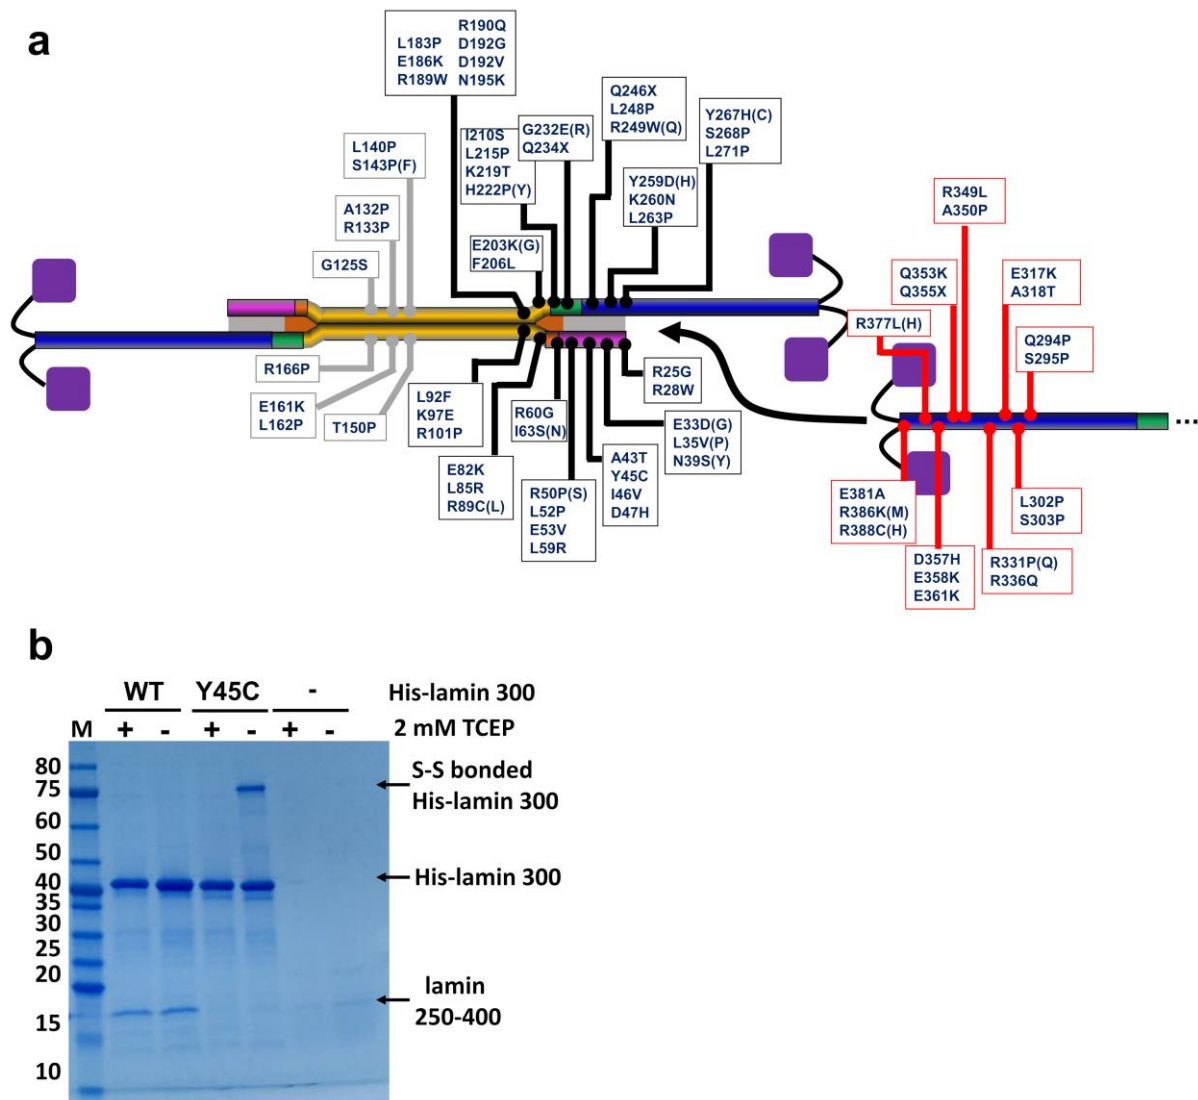 a
R190Q
L183P D192G
E186K D192V
R189W N195K
Q246X
L248P
R249W(Q)
Y267H(C)
S268P
L271P
I210S
L215P
K219T
H222P(Y)
G232E(R)
Q234X
L140P
S143P(F)
A132P
R133P
G125S
Y259D(H)
K260N
L263P
E203K(G)
F206L
R349L
A350P
Q353K
Q355X
E317K
A318T
R377L(H)
Q294P
S295P
R166P
E161K
L162P
T150P
L92F
K97E
R101P
R60G
I63S(N)
R25G
R28W
E33D(G)
L35V(P)
N39S(Y)
A43T
Y45C
I46V
D47H
E82K
L85R
R89C(L)
R50P(S)
L52P
E53V
L59R
...
E381A
R386K(M)
R388C(H)
L302P
S303P
D357H
E358K
E361K
R331P(Q)
R336Q
b
WT Y45C - His-lamin 300
M + - + - + - 2 mM TCEP
80
75
60
50
40
35
30
25
20
15
10
S-S bonded
His-lamin 300
His-lamin 300
lamin
250-400